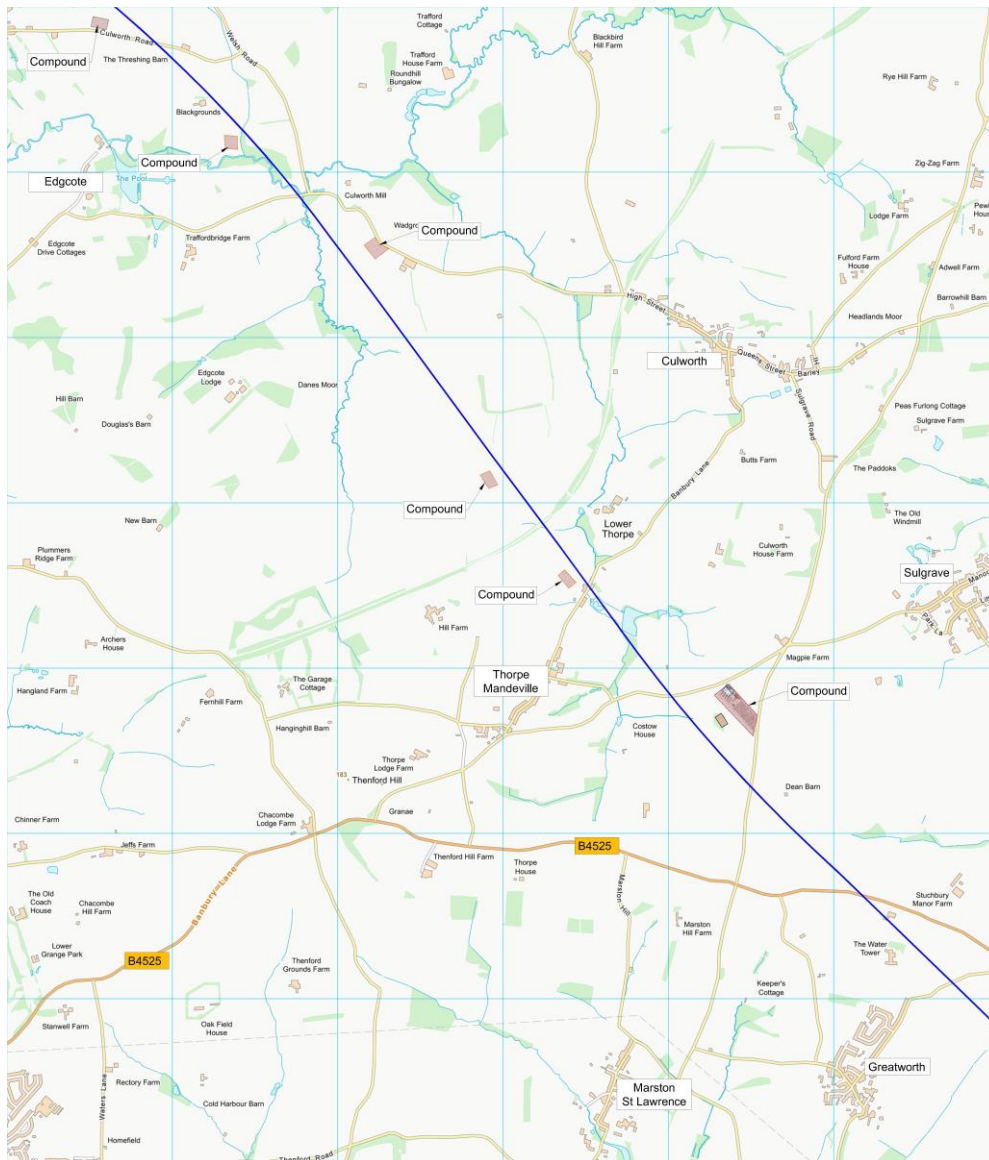 Trafford
Cottage
Culworth Road
Welsh Road
Blackbird
Hill Farm
Compound
The Threshing Barn
Trafford
House Farm
Roundhill
Bungalow
Rye Hill Farm
Blackgrounds
Compound
Zig-Zag Farm
Edgcote
The Pool
Culworth Mill
Lodge Farm
Compound
Edgcote
Drive Cottages
Traffordbridge Farm
Fulford Farm
House
Adwell Farm
High Street
Barrowhill Barn
Headlands Moor
Culworth
Queens Street
Barley
Edgcote
Lodge
Danes Moor
Hill Barn
Douglas's Barn
Sulgrave Road
Peas Furlong Cottage
Sulgrave Farm
Butts Farm
The Paddoks
Banbury Lane
Compound
New Barn
Lower
Thorpe
The Old
Windmill
Plummers
Ridge Farm
Culworth
House Farm
Sulgrave
Compound
Park La
Hill Farm
Archers
House
Magpie Farm
Thorpe
Mandeville
Compound
Hangland Farm
The Garage
Cottage
Fernhill Farm
Hanginghill Barn
Costow
House
Thorpe
Lodge Farm
183
Thenford Hill
Dean Barn
Chinner Farm
Chacombe
Lodge Farm
Granae
Jeffs Farm
B4525
Thenford Hill Farm
Thorpe
House
Marston Hill
Stuchbury
Manor Farm
The Old
Coach
House
Chacombe
Hill Farm
Banbury Lane
Marston
Hill Farm
Lower
Grange Park
B4525
The Water
Tower
Thenford
Grounds Farm
Keeper's
Cottage
Stanwell Farm
Oak Field
House
Greatworth
Rectory Farm
Waters Lane
Marston
St Lawrence
Cold Harbour Barn
Homefield
Thenford Road